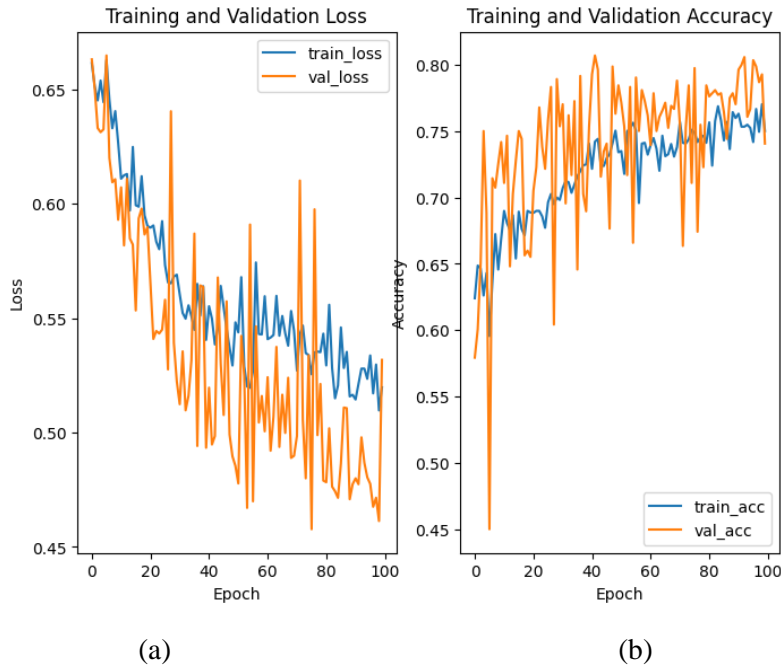 Training and Validation Loss
Loss
0.65
0.60
0.55
0.50
0.45
train_loss
val_loss
0
20
40
60
80
100
Epoch
(a)
Training and Validation Accuracy
Accuracy
0.80
0.75
0.70
0.65
0.60
0.55
0.50
0.45
train_acc
val_acc
0
20
40
60
80
100
Epoch
(b)